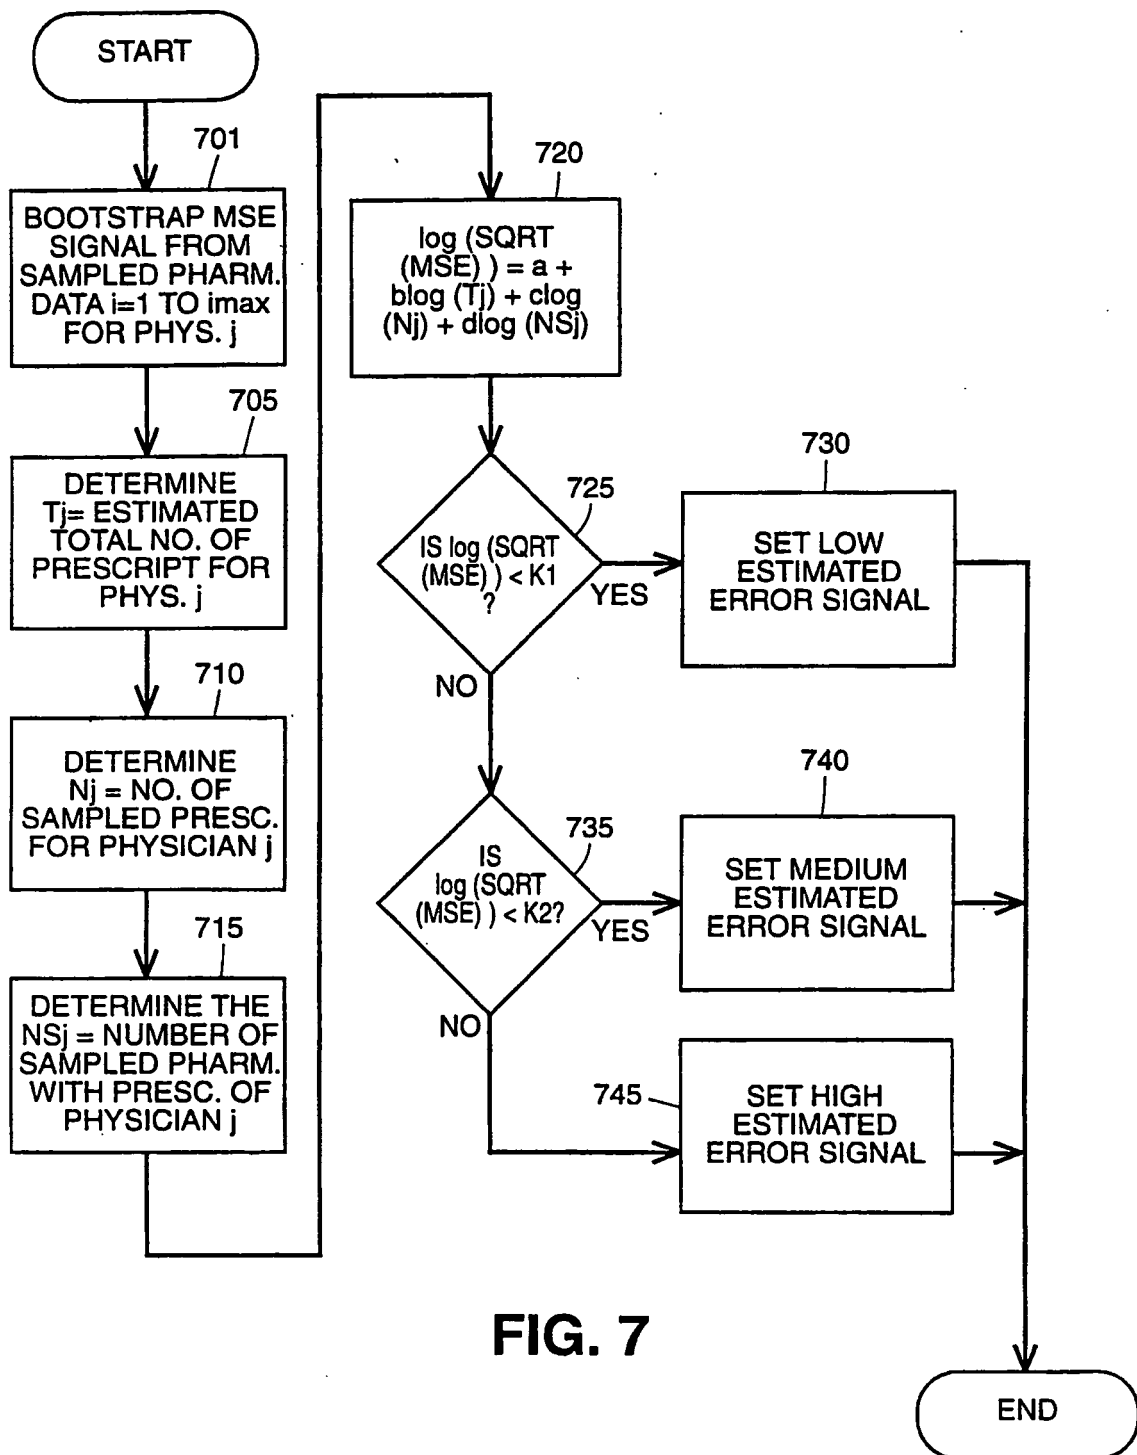 START
701
BOOTSTRAP MSE
SIGNAL FROM
SAMPLED PHARM.
DATA i=1 TO imax
FOR PHYS. j
705
DETERMINE
Tj= ESTIMATED
TOTAL NO. OF
PRESCRIPT FOR
PHYS. j
710
DETERMINE
Nj = NO. OF
SAMPLED PRESC.
FOR PHYSICIAN j
715
DETERMINE THE
NSj = NUMBER OF
SAMPLED PHARM.
WITH PRESC. OF
PHYSICIAN j
720
log (SQRT
(MSE) ) = a +
blog (Tj) + clog
(Nj) + dlog (NSj)
725
IS log (SQRT
(MSE) ) < K1
?
YES
NO
730
SET LOW
ESTIMATED
ERROR SIGNAL
735
IS
log (SQRT
(MSE) ) < K2?
YES
NO
740
SET MEDIUM
ESTIMATED
ERROR SIGNAL
745
SET HIGH
ESTIMATED
ERROR SIGNAL
END
FIG. 7